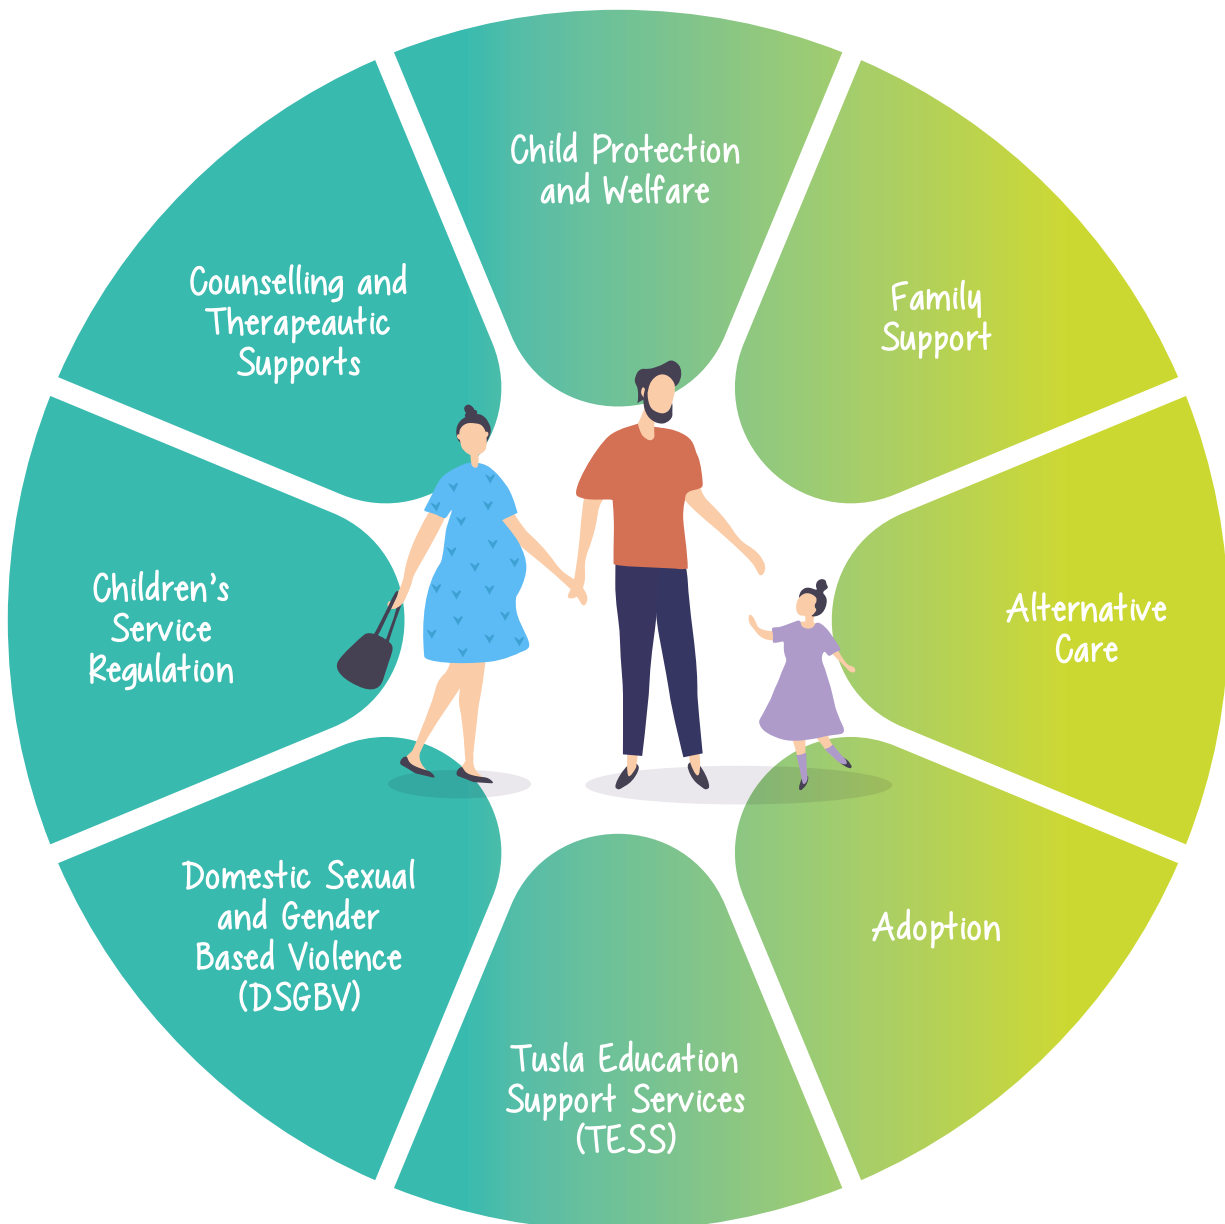 Child Protection
and Welfare
Family
Support
Alternative
Care
Adoption
Tusla Education
Support Services
(TESS)
Domestic Sexual
and Gender
Based Violence
(DSGBV)
Children's
Service
Regulation
Counselling and
Therapeautic
Supports